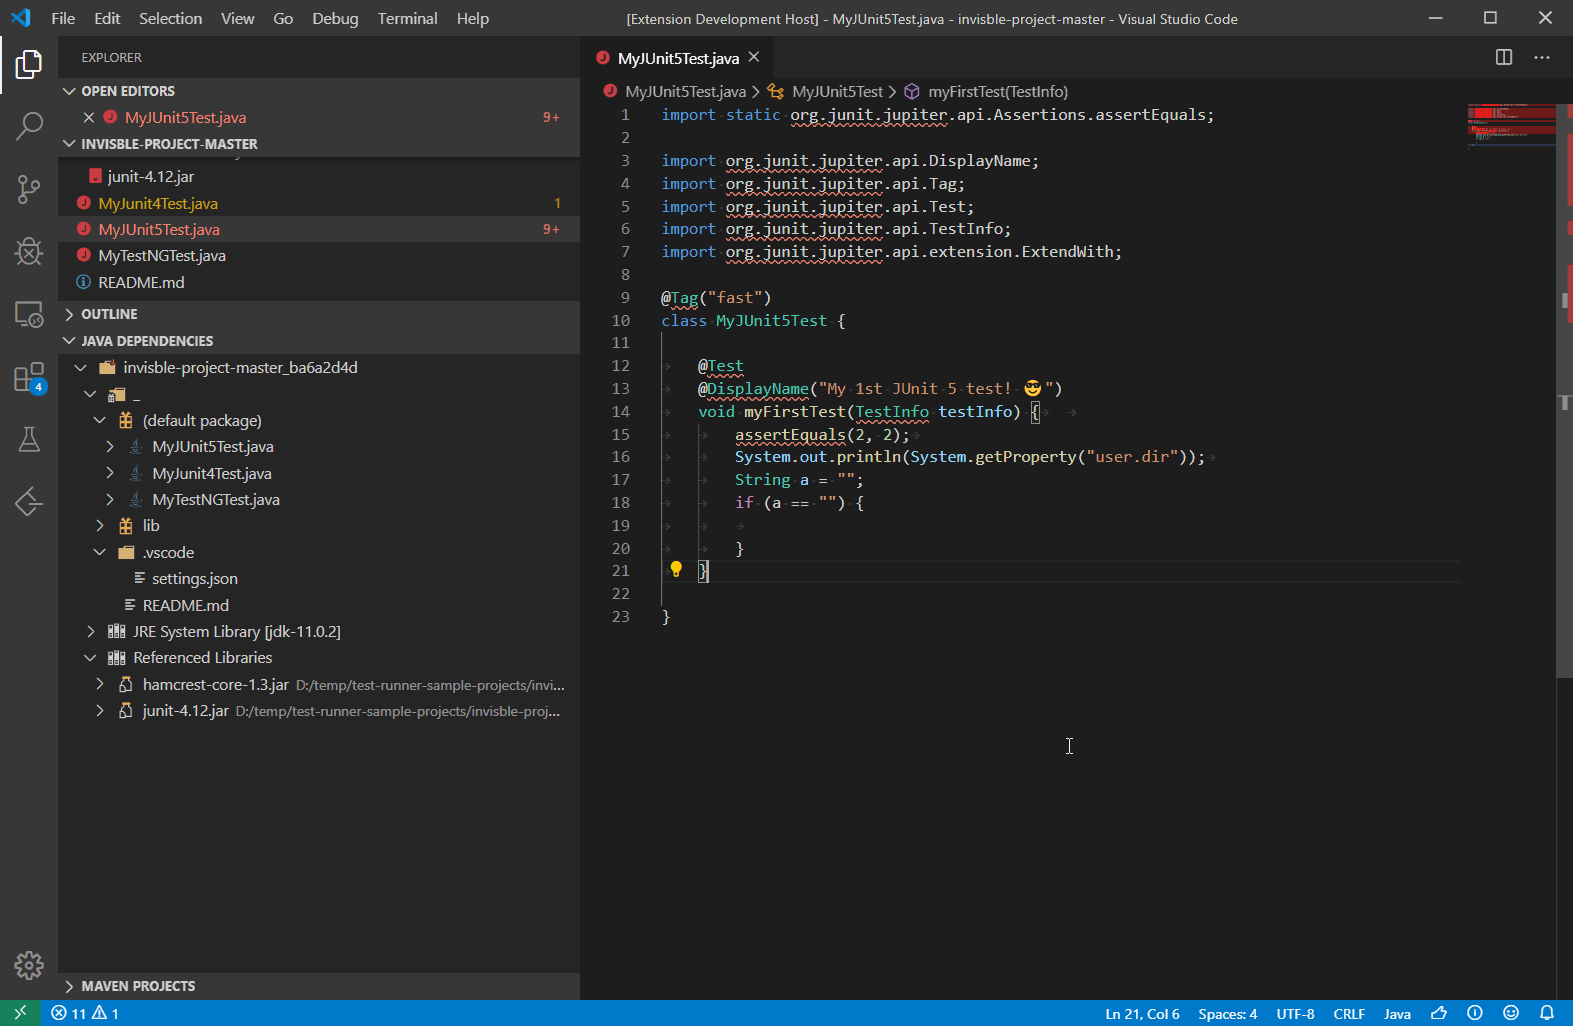 File Edit Selection View Go Debug Terminal Help
[Extension Development Host] - MyJUnit5Test.java - invisble-project-master - Visual Studio Code
EXPLORER
OPEN EDITORS
MyJUnit5Test.java 9+
INVISBLE-PROJECT-MASTER
junit-4.12.jar
MyJunit4Test.java 1
MyJUnit5Test.java 9+
MyTestNGTest.java
README.md
OUTLINE
JAVA DEPENDENCIES
invisble-project-master_ba6a2d4d
_
(default package)
MyJUnit5Test.java
MyJunit4Test.java
MyTestNGTest.java
lib
.vscode
settings.json
README.md
JRE System Library [jdk-11.0.2]
Referenced Libraries
hamcrest-core-1.3.jar D:/temp/test-runner-sample-projects/invi...
junit-4.12.jar D:/temp/test-runner-sample-projects/invisble-proj...
MAVEN PROJECTS
4
MyJUnit5Test.java
MyJUnit5Test.java > MyJUnit5Test > myFirstTest(TestInfo)
1 import static org.junit.jupiter.api.Assertions.assertEquals;
2
3 import org.junit.jupiter.api.DisplayName;
4 import org.junit.jupiter.api.Tag;
5 import org.junit.jupiter.api.Test;
6 import org.junit.jupiter.api.TestInfo;
7 import org.junit.jupiter.api.extension.ExtendWith;
8
9 @Tag("fast")
10 class MyJUnit5Test {
11
12 @Test
13 @DisplayName("My 1st JUnit 5 test! 😎")
14 void myFirstTest(TestInfo testInfo) {
15 assertEquals(2, 2);
16 System.out.println(System.getProperty("user.dir"));
17 String a = "";
18 if (a == "") {
19
20 }
21 }
22
23 }
11 1
Ln 21, Col 6 Spaces: 4 UTF-8 CRLF Java